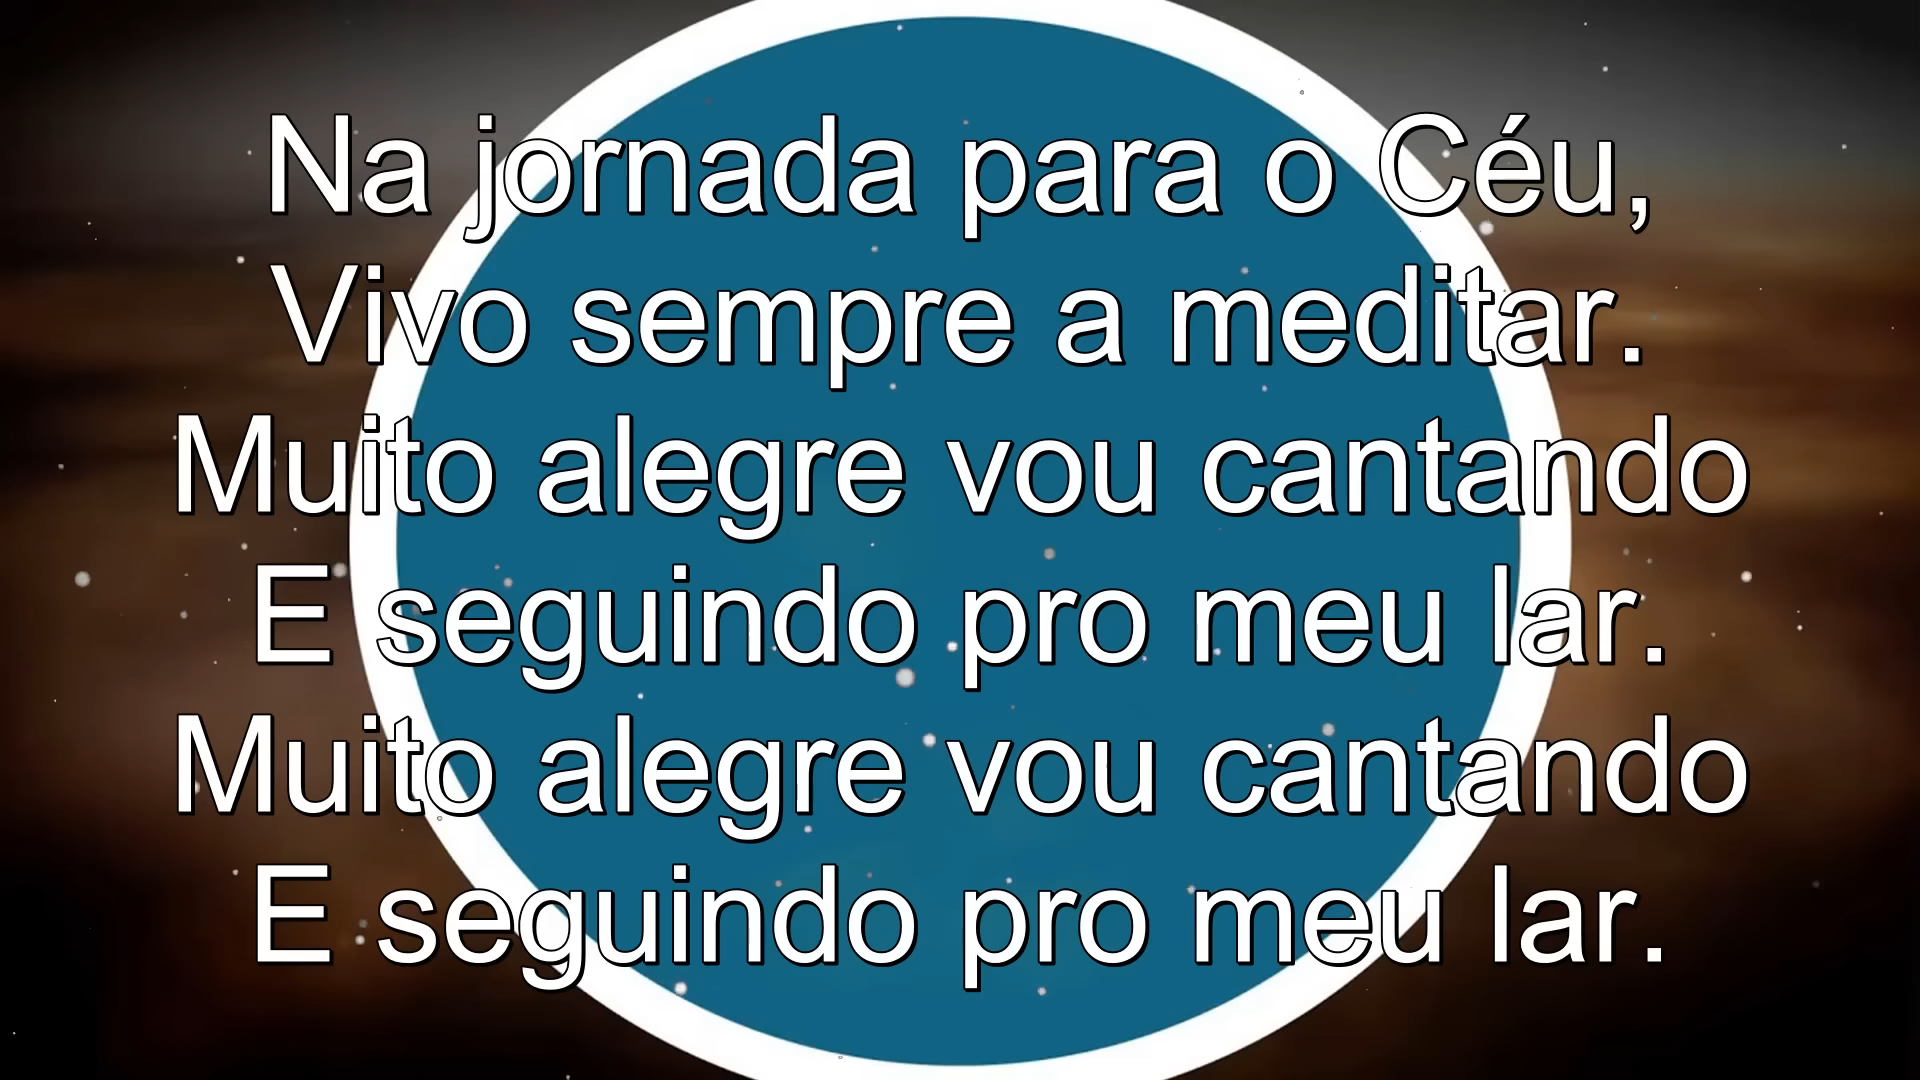 Na jornada para o Céu,
Vivo sempre a meditar.
Muito alegre vou cantando
E seguindo pro meu lar.
Muito alegre vou cantando
E seguindo pro meu lar.